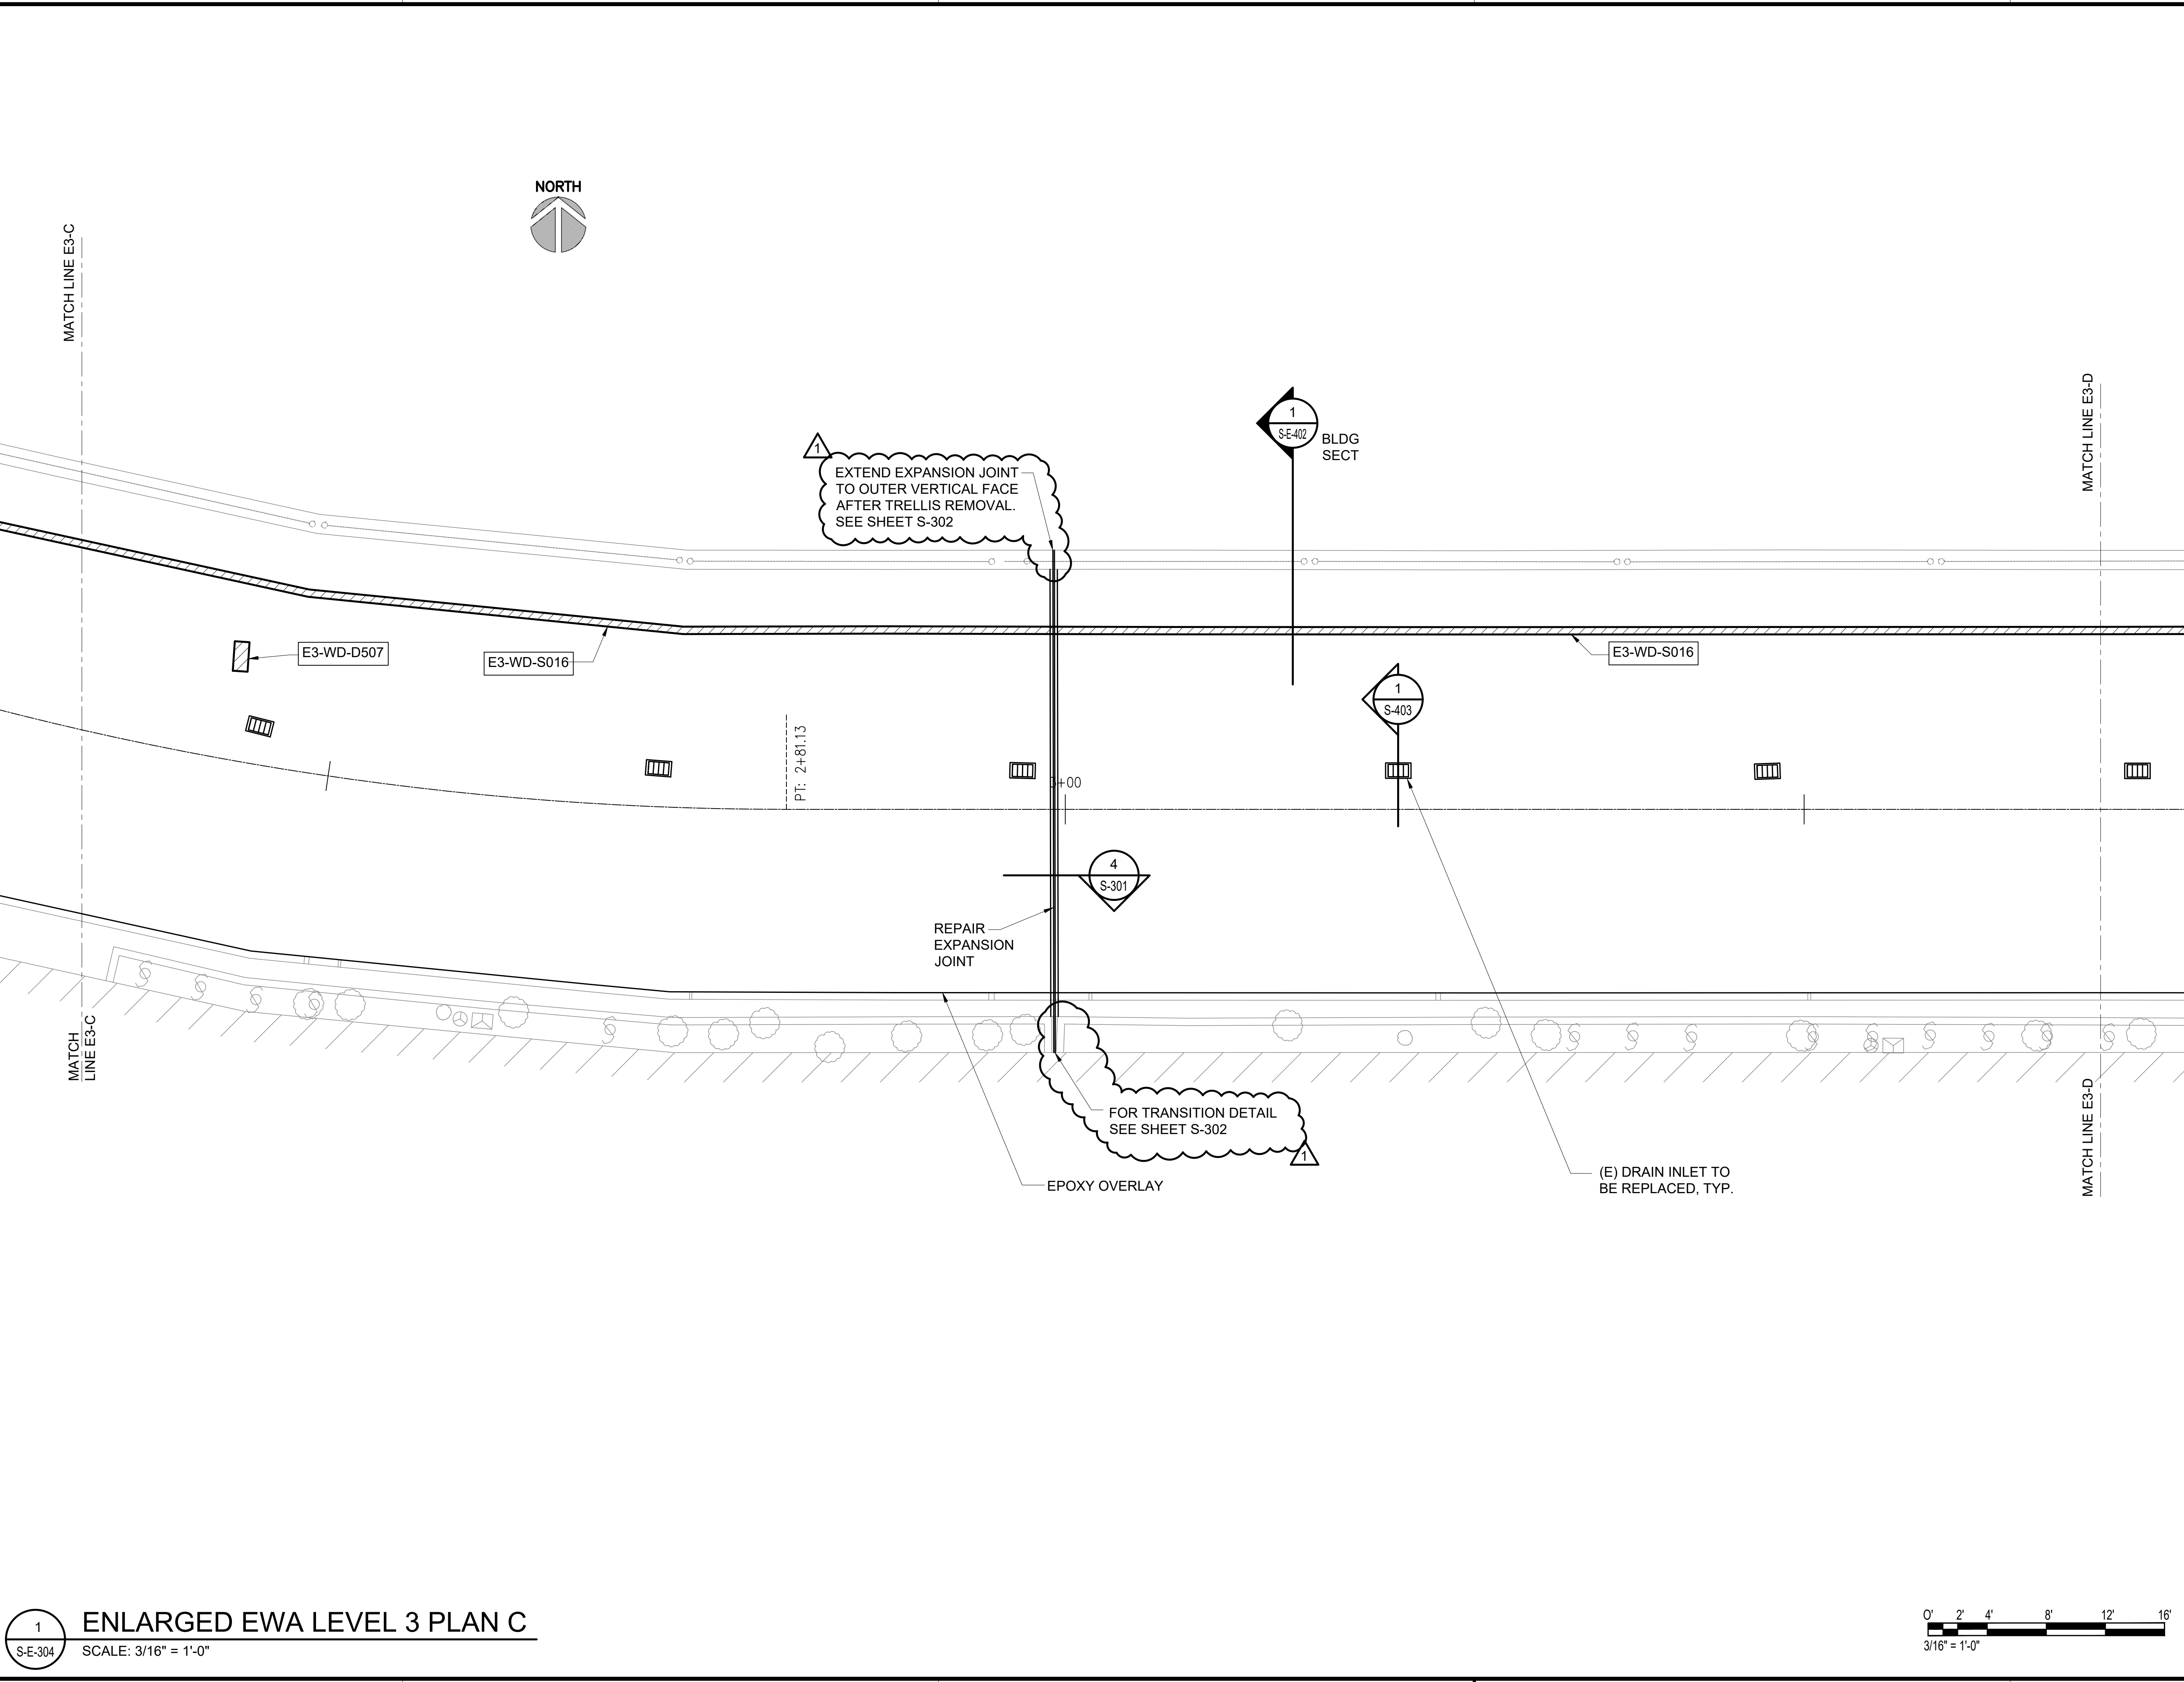 NORTH
MATCH LINE E3-C
MATCH LINE E3-D
1
S-E-402
BLDG
SECT
1
EXTEND EXPANSION JOINT
TO OUTER VERTICAL FACE
AFTER TRELLIS REMOVAL.
SEE SHEET S-302
E3-WD-D507
E3-WD-S016
E3-WD-S016
1
S-403
PT: 2+81.13
3+00
4
S-301
REPAIR
EXPANSION
JOINT
MATCH
LINE E3-C
FOR TRANSITION DETAIL
SEE SHEET S-302
1
EPOXY OVERLAY
(E) DRAIN INLET TO
BE REPLACED, TYP.
MATCH LINE E3-D
1
S-E-304
ENLARGED EWA LEVEL 3 PLAN C
SCALE: 3/16" = 1'-0"
O' 2' 4' 8' 12' 16'
3/16" = 1'-0"